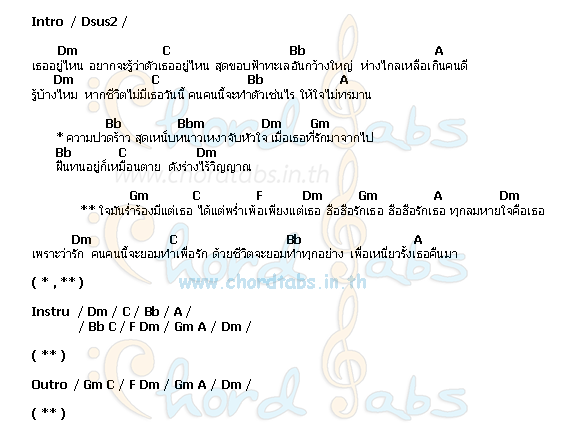 Intro / Dsus2 /
Dm C Bb A
เธออยู่ไหน อยากจะรู้ว่าตัวเธออยู่ไหน สุดขอบฟ้าทะเลอันกว้างใหญ่ ห่างไกลเหลือเกินคนดี
Dm C Bb A
รู้บ้างไหม หากชีวิตไม่มีเธอวันนี้ คนคนนี้จะทำตัวเช่นไร ให้ใจไม่ทรมาน
Bb Bbm Dm Gm
* ความปวดร้าว สุดเหน็บหนาวเหงาจับหัวใจ เมื่อเธอที่รักมาจากไป
Bb C Dm
ฝืนทนอยู่ก็เหมือนตาย ดังร่างไร้วิญญาณ
www.chordtabs.in.th
Gm C F Dm Gm A Dm
** ใจมันร่ำร้องมีแต่เธอ ได้แต่พร่ำเพ้อเพียงแต่เธอ ฮือฮือรักเธอ ฮือฮือรักเธอ ทุกลมหายใจคือเธอ
Dm C Bb A
เพราะว่ารัก คนคนนี้จะยอมทำเพื่อรัก ด้วยชีวิตจะยอมทำทุกอย่าง เพื่อเหนี่ยวรั้งเธอคืนมา
( * , ** )
www.chordtabs.in.th
Instru / Dm / C / Bb / A /
/ Bb C / F Dm / Gm A / Dm /
( ** )
Outro / Gm C / F Dm / Gm A / Dm /
( ** )
Chord Tabs